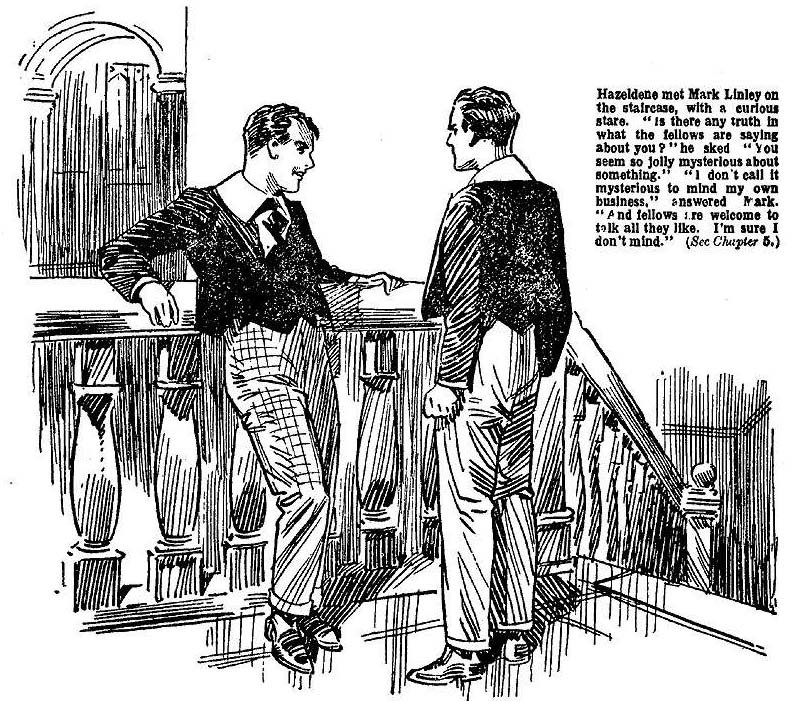 Hazeldene met Mark Linley on
the staircase, with a curious
stare. "Is there any truth in
what the fellows are saying
about you?" he sked "You
seem so jolly mysterious about
something." "I don't call it
mysterious to mind my own
business," answered Mark.
"And fellows are welcome to
talk all they like. I'm sure I
don't mind." (See Chapter 5.)